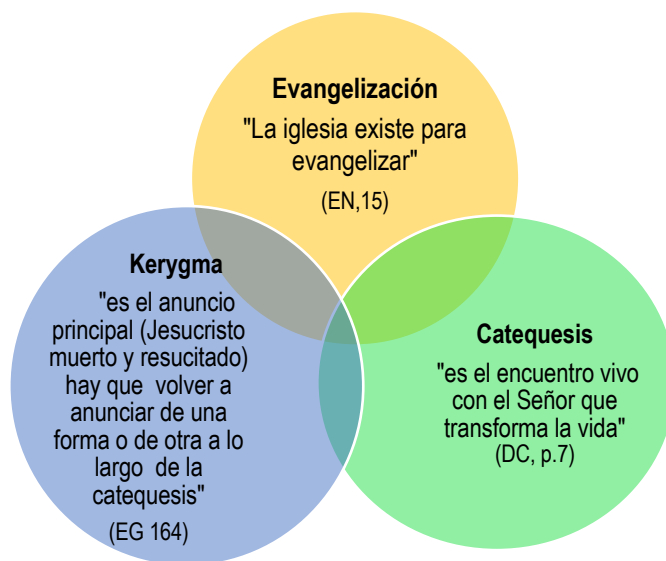 Evangelización
"La iglesia existe para
evangelizar"
(EN,15)
Kerygma
"es el anuncio
principal (Jesucristo
muerto y resucitado)
hay que volver a
anunciar de una
forma o de otra a lo
largo de la
catequesis"
(EG 164)
Catequesis
"es el encuentro vivo
con el Señor que
transforma la vida"
(DC, p.7)